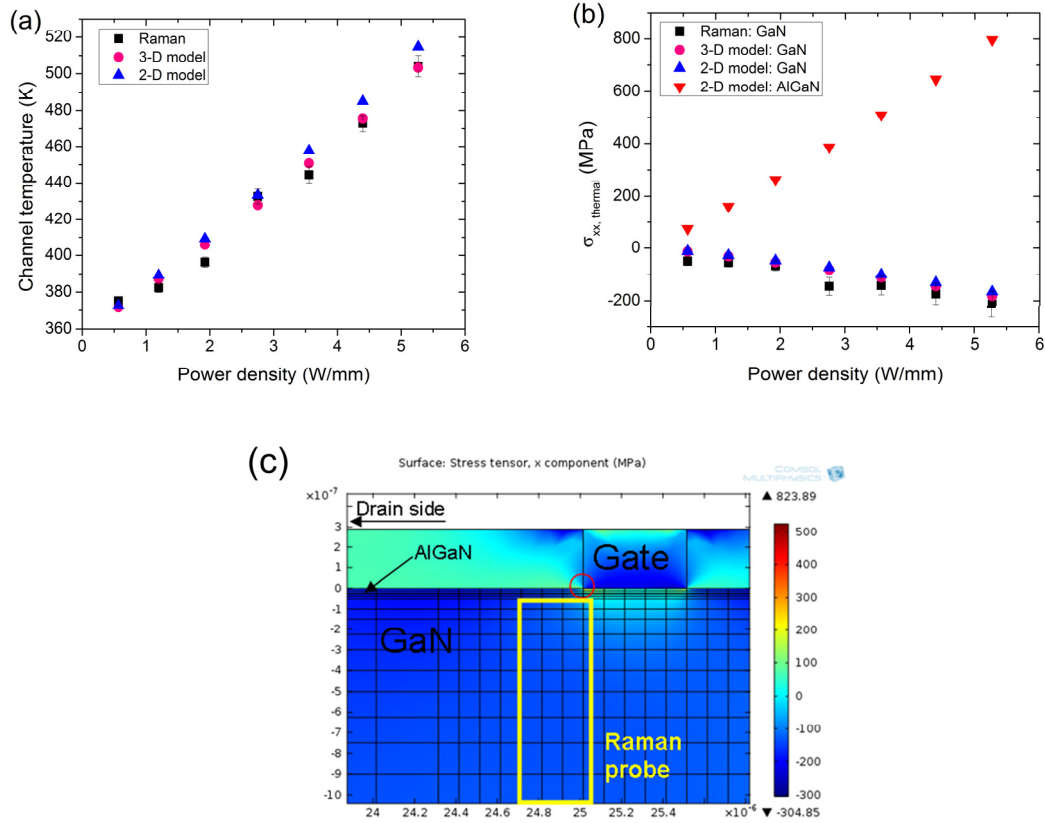 (a)
Raman
3-D model
2-D model
Channel temperature (K)
520
500
480
460
440
420
400
380
360
0 1 2 3 4 5 6
Power density (W/mm)
(b)
Raman: GaN
3-D model: GaN
2-D model: GaN
2-D model: AlGaN
σxx, thermal (MPa)
800
600
400
200
0
-200
0 1 2 3 4 5 6
Power density (W/mm)
(c)
Surface: Stress tensor, x component (MPa)
COMSOL
MULTIPHYSICS
×10⁻⁷
▲ 823.89
Drain side
AlGaN
Gate
GaN
Raman
probe
3
2
1
0
-1
-2
-3
-4
-5
-6
-7
-8
-9
-10
24 24.2 24.4 24.6 24.8 25 25.2 25.4 25.6 ×10⁻⁶
500
400
300
200
100
0
-100
-200
-300
▼ -304.85